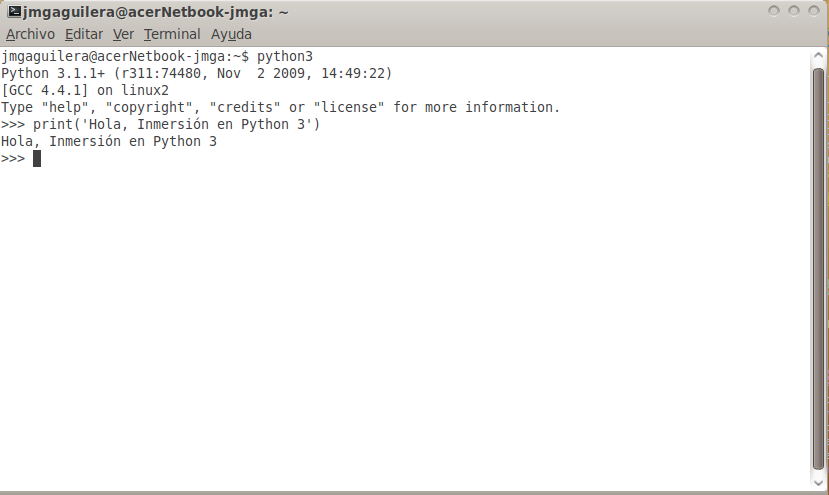 jmgaguilera@acerNetbook-jmga: ~
Archivo Editar Ver Terminal Ayuda
jmgaguilera@acerNetbook-jmga:~$ python3
Python 3.1.1+ (r311:74480, Nov  2 2009, 14:49:22)
[GCC 4.4.1] on linux2
Type "help", "copyright", "credits" or "license" for more information.
>>> print('Hola, Inmersión en Python 3')
Hola, Inmersión en Python 3
>>>